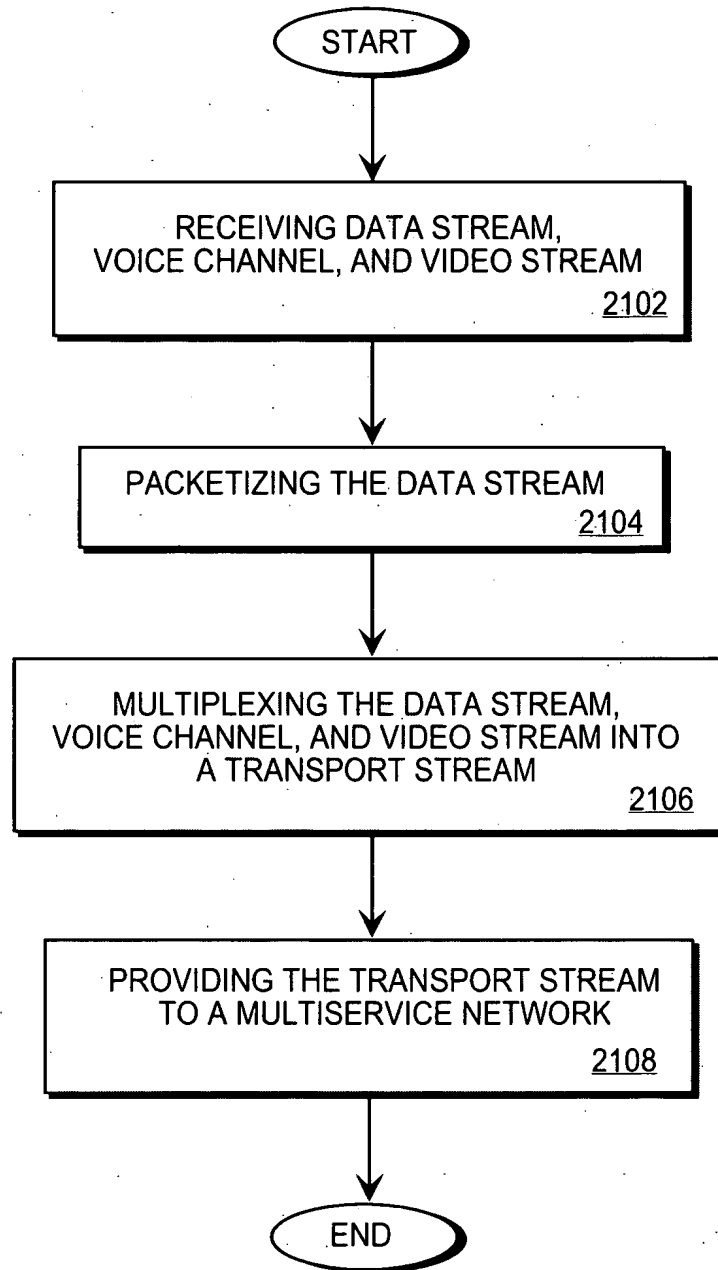 START
RECEIVING DATA STREAM,
VOICE CHANNEL, AND VIDEO STREAM
2102
PACKETIZING THE DATA STREAM
2104
MULTIPLEXING THE DATA STREAM,
VOICE CHANNEL, AND VIDEO STREAM INTO
A TRANSPORT STREAM
2106
PROVIDING THE TRANSPORT STREAM
TO A MULTISERVICE NETWORK
2108
END